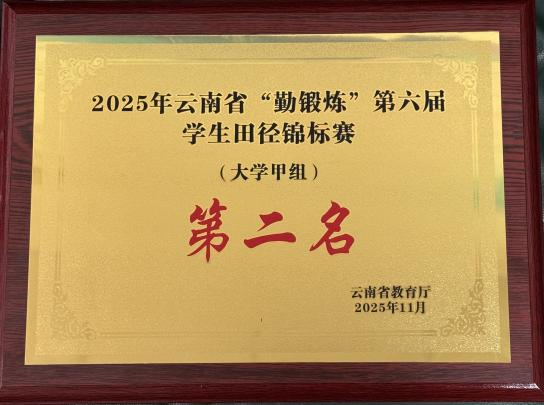 2025年云南省“勤锻炼”第六届
学生田径锦标赛
（大学甲组）
第二名
云南省教育厅
2025年11月